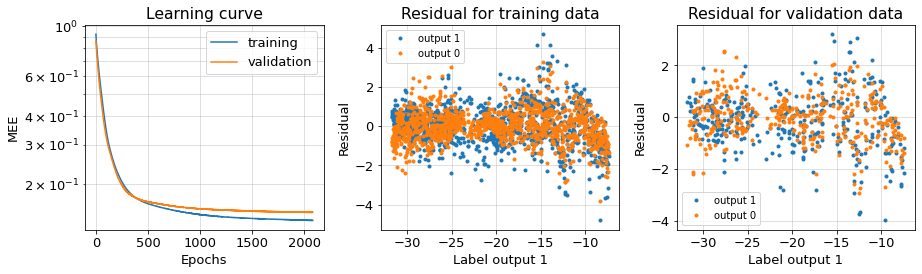 Learning curve
10⁰
6 × 10⁻¹
4 × 10⁻¹
3 × 10⁻¹
2 × 10⁻¹
MEE
training
validation
0 500 1000 1500 2000
Epochs
Residual for training data
4
2
0
−2
−4
Residual
output 1
output 0
−30 −25 −20 −15 −10
Label output 1
Residual for validation data
2
0
−2
−4
Residual
output 1
output 0
−30 −25 −20 −15 −10
Label output 1